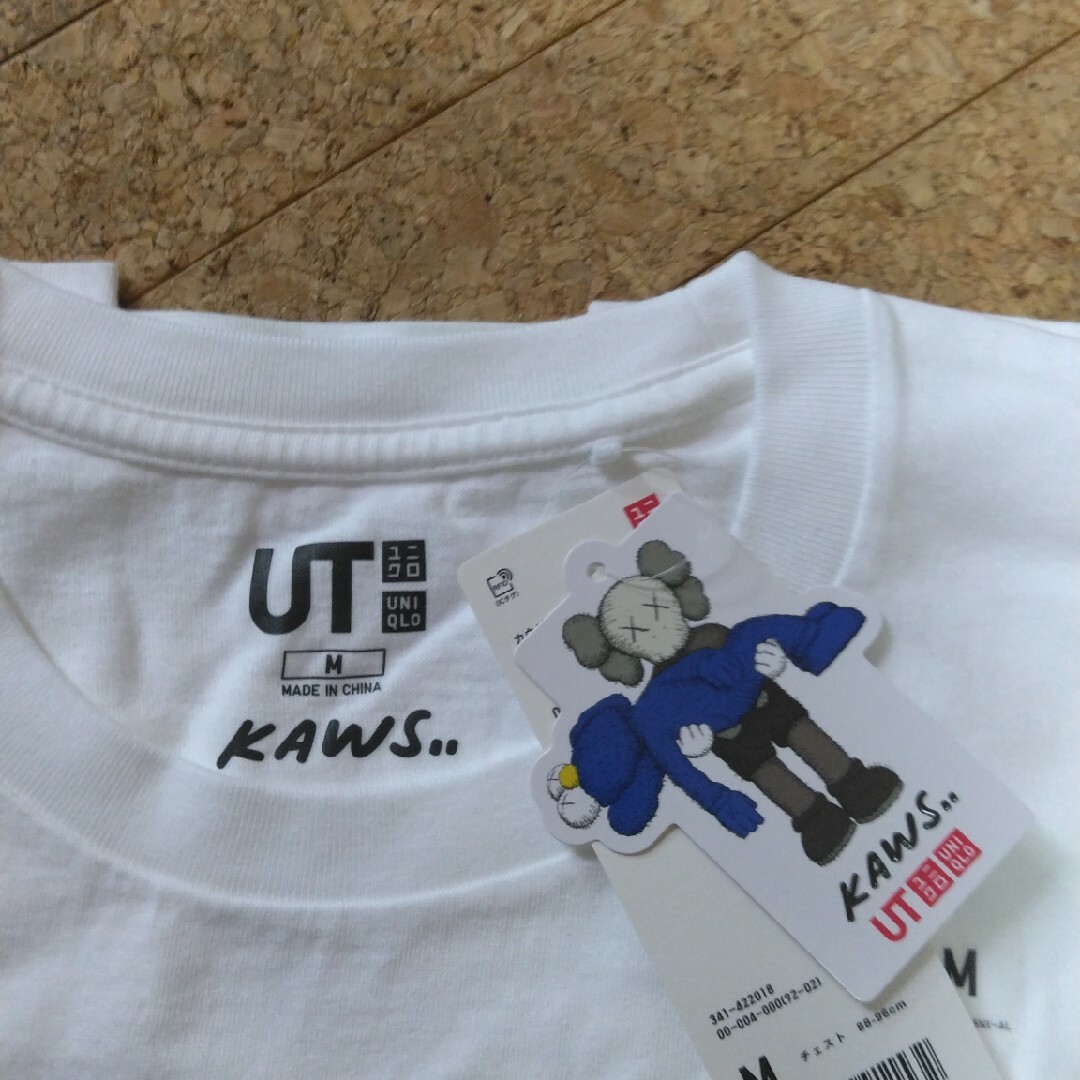 UT ユニクロ
UNIQLO
M
MADE IN CHINA
KAWS..
RFID
KAWS..
UT ユニクロ UNIQLO
341-422018
00-004-000(92-02)
チェスト 88-96cm
M
M